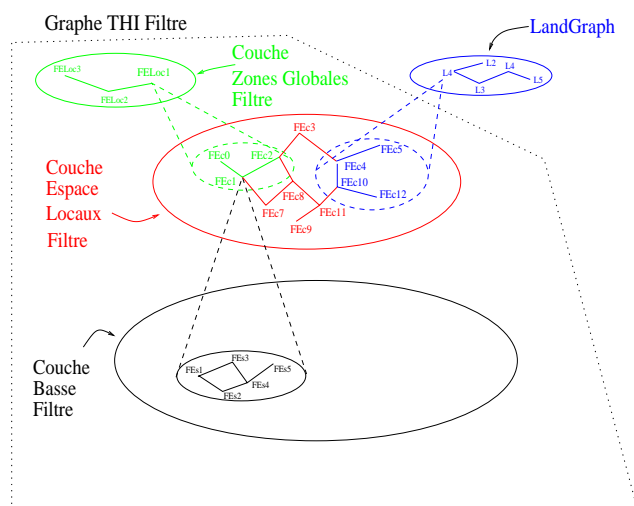 Graphe THI Filtre
LandGraph
Couche
Zones Globales
Filtre
FELoc3
FELoc1
FELoc2
L2
L4
L4
L3
L5
Couche
Espace
Locaux
Filtre
FEc3
FEc0
FEc2
FEc1
FEc5
FEc4
FEc10
FEc12
FEc8
FEc7
FEc11
FEc9
Couche
Basse
Filtre
FEs3
FEs1
FEs5
FEs4
FEs2